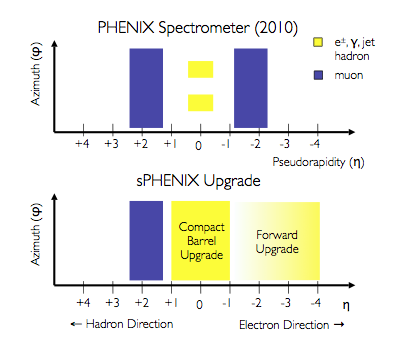 PHENIX Spectrometer (2010)
e±, γ, jet
hadron
muon
Azimuth (φ)
+4 +3 +2 +1 0 -1 -2 -3 -4
Pseudorapidity (η)
sPHENIX Upgrade
Azimuth (φ)
Compact
Barrel
Upgrade
Forward
Upgrade
+4 +3 +2 +1 0 -1 -2 -3 -4 η
← Hadron Direction Electron Direction →